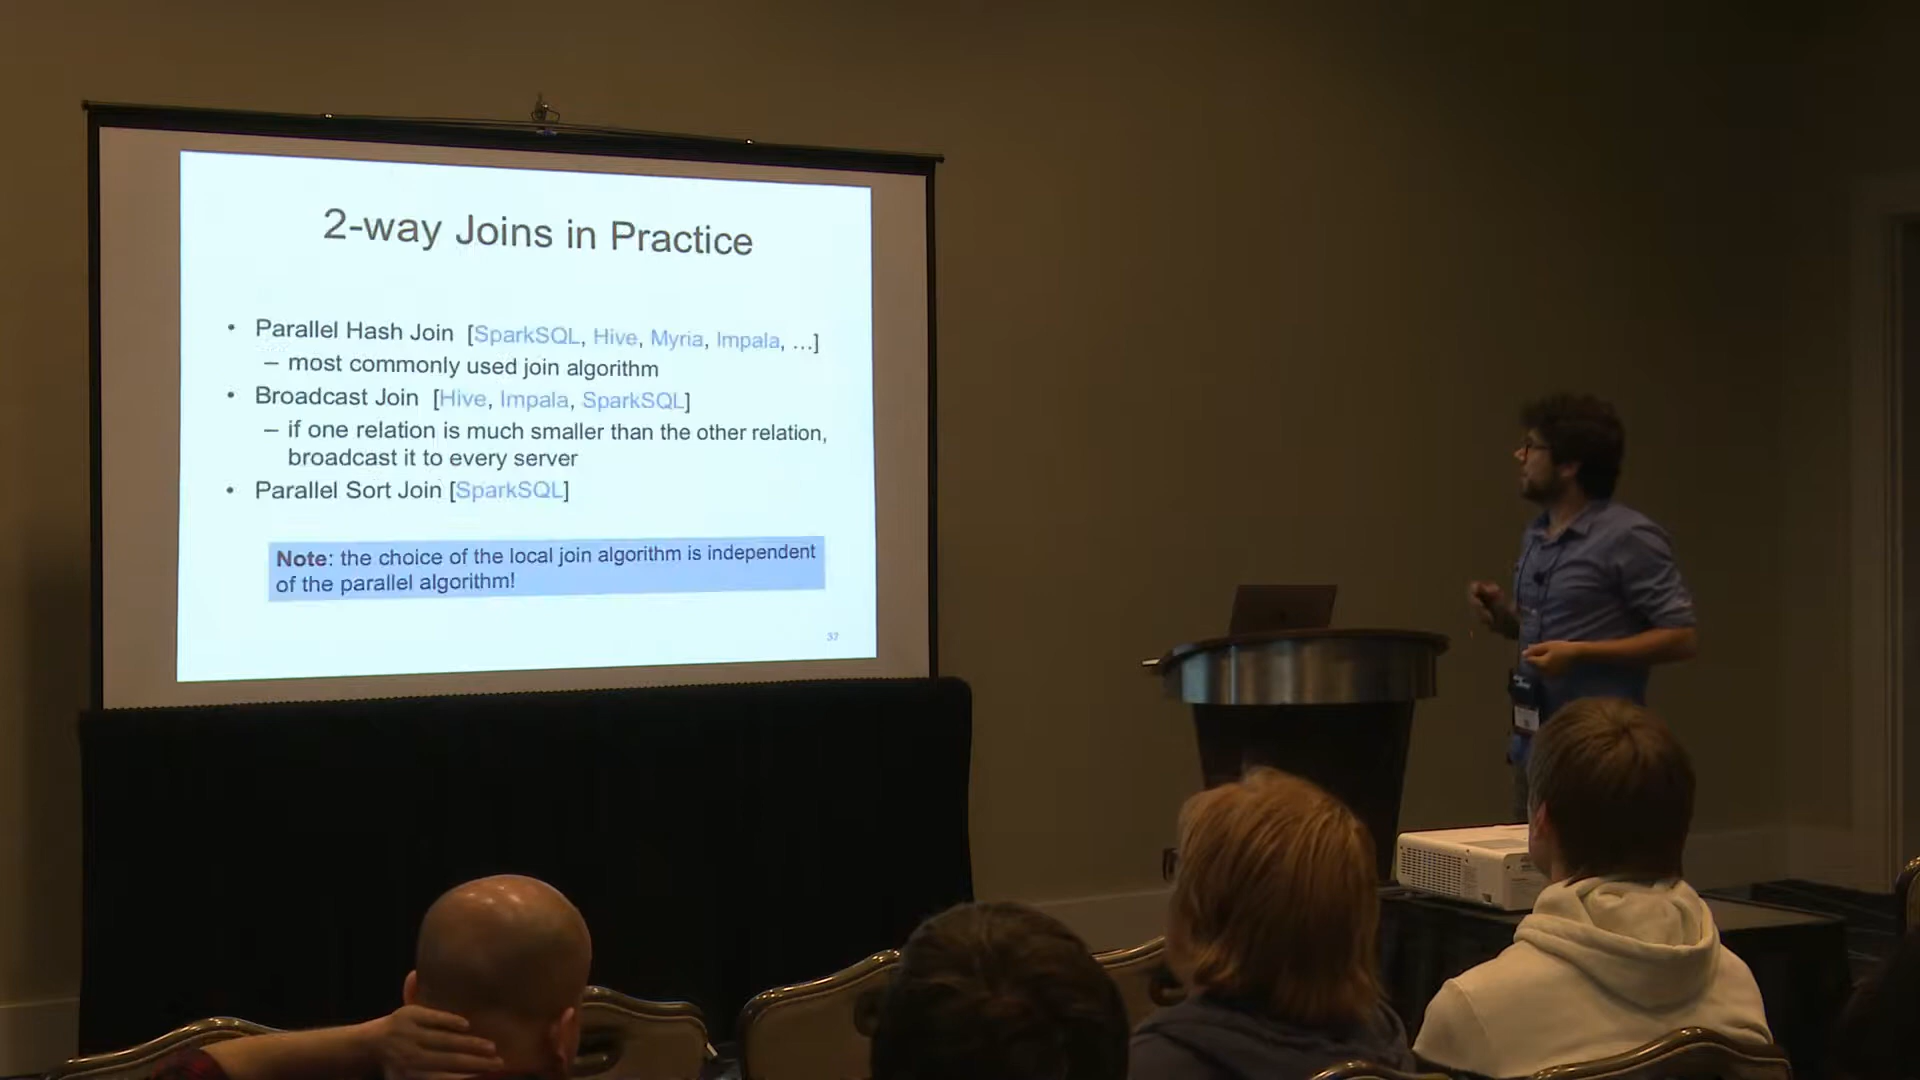 2-way Joins in Practice
• Parallel Hash Join [SparkSQL, Hive, Myria, Impala, …]
– most commonly used join algorithm
• Broadcast Join [Hive, Impala, SparkSQL]
– if one relation is much smaller than the other relation,
broadcast it to every server
• Parallel Sort Join [SparkSQL]
Note: the choice of the local join algorithm is independent
of the parallel algorithm!
37